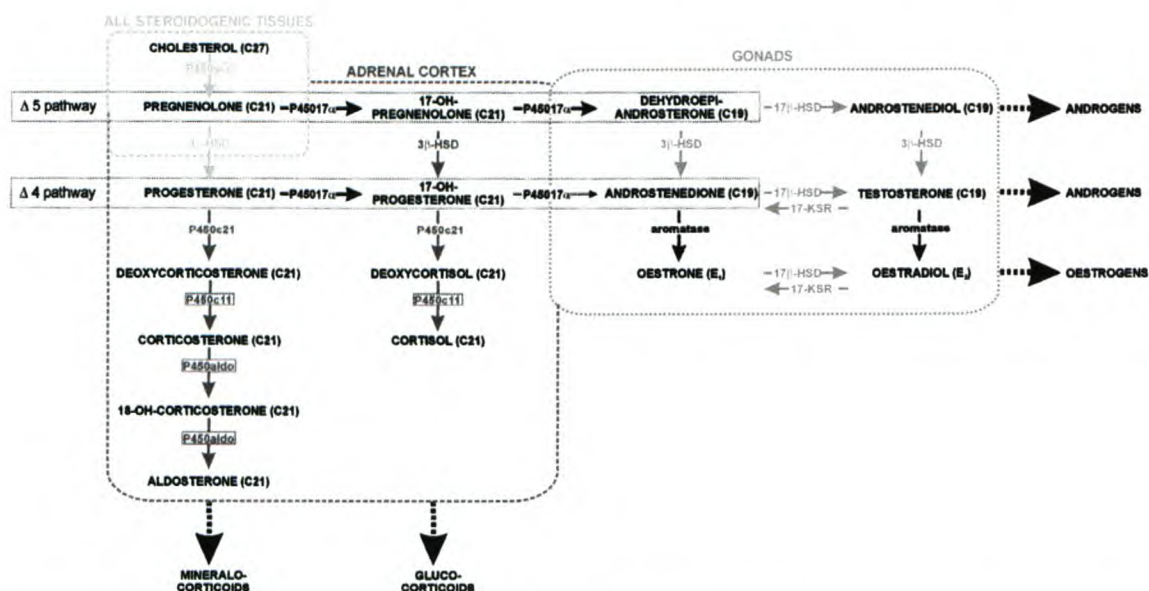 ALL STEROIDOGENIC TISSUES
CHOLESTEROL (C27)
ADRENAL CORTEX
GONADS
Δ 5 pathway
PREGNENOLONE (C21)
P45017α
17-OH-
PREGNENOLONE (C21)
P45017α
DEHYDROEPI-
ANDROSTERONE (C19)
17β-HSD
ANDROSTENEDIOL (C19)
ANDROGENS
3β-HSD
3β-HSD
3β-HSD
3β-HSD
Δ 4 pathway
PROGESTERONE (C21)
P45017α
17-OH-
PROGESTERONE (C21)
P45017α
ANDROSTENEDIONE (C19)
17β-HSD
17-KSR
TESTOSTERONE (C19)
ANDROGENS
P450c21
P450c21
aromatase
aromatase
DEOXYCORTICOSTERONE (C21)
DEOXYCORTISOL (C21)
OESTRONE (E₁)
17β-HSD
17-KSR
OESTRADIOL (E₂)
OESTROGENS
P450c11
P450c11
CORTICOSTERONE (C21)
CORTISOL (C21)
P450aldo
18-OH-CORTICOSTERONE (C21)
P450aldo
ALDOSTERONE (C21)
MINERALO-
CORTICOIDS
GLUCO-
CORTICOIDS